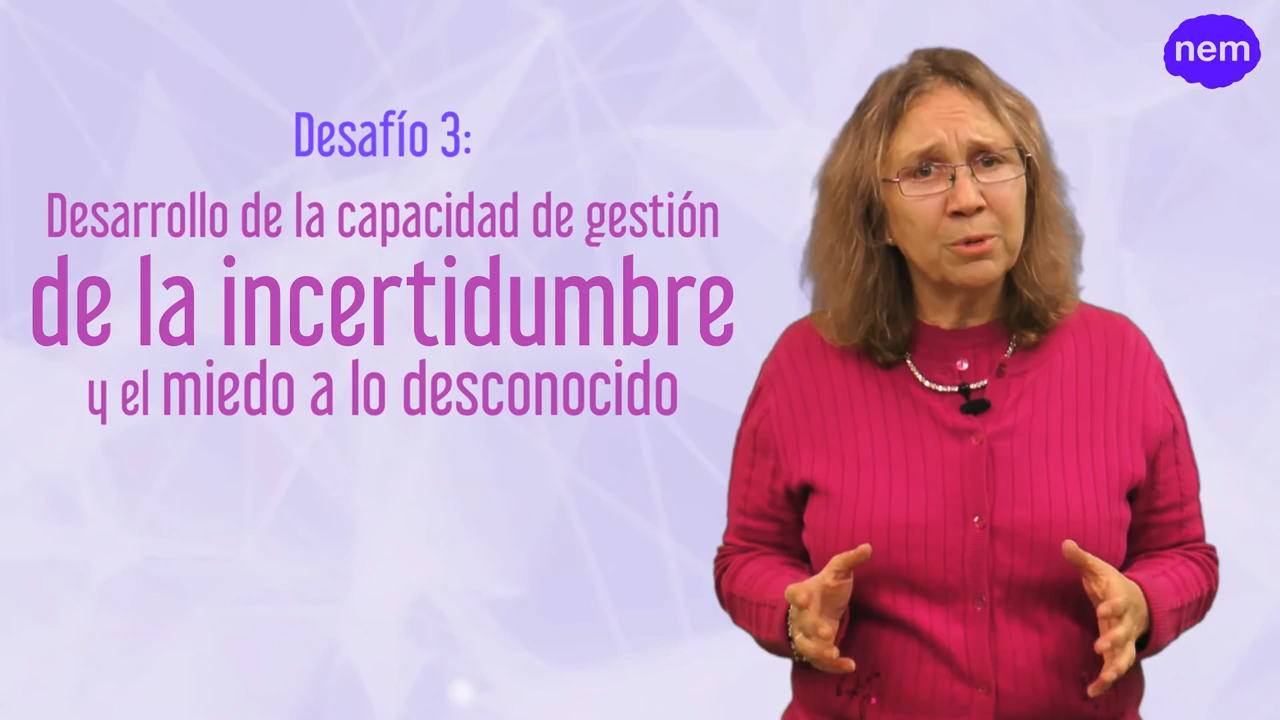 nem
Desafío 3:
Desarrollo de la capacidad de gestión
de la incertidumbre
y el miedo a lo desconocido